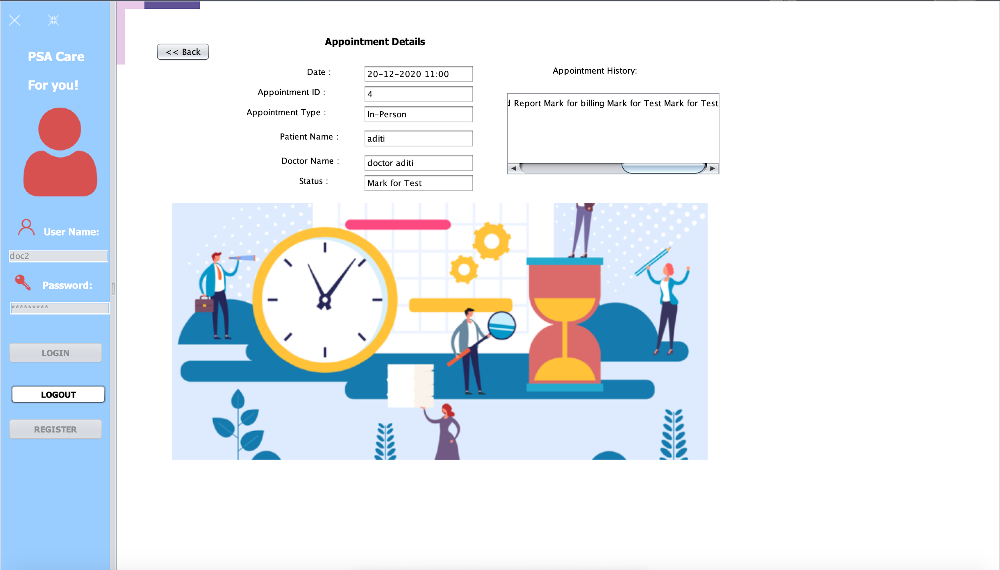 PSA Care
For you!
User Name:
doc2
Password:
*********
LOGIN
LOGOUT
REGISTER
<< Back
Appointment Details
Date :
20-12-2020 11:00
Appointment ID :
4
Appointment Type :
In-Person
Patient Name :
aditi
Doctor Name :
doctor aditi
Status :
Mark for Test
Appointment History:
Report Mark for billing Mark for Test Mark for Test